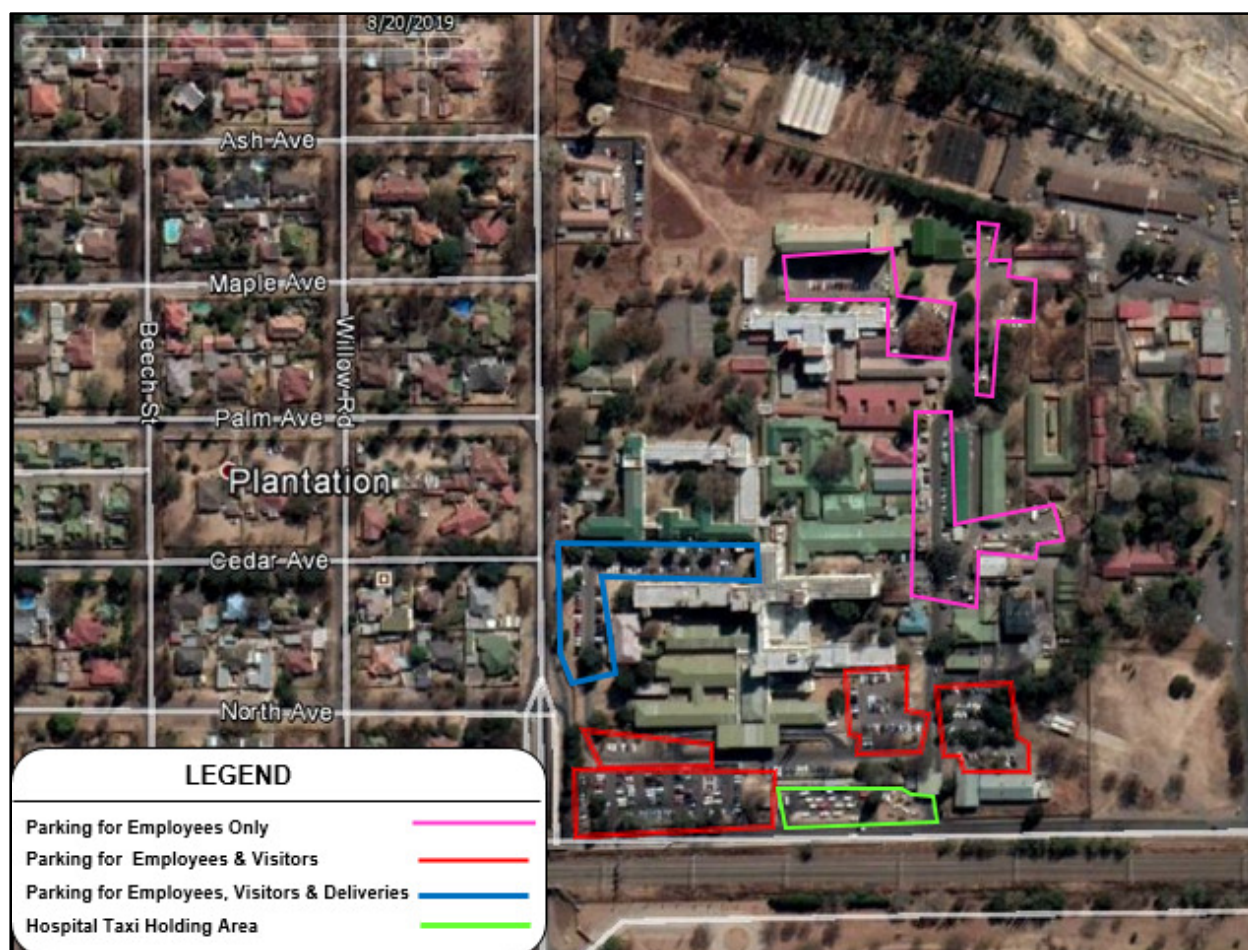 8/20/2019
Ash Ave
Maple Ave
Beech St
Willow Rd
Palm Ave
Plantation
Cedar Ave
North Ave
LEGEND
Parking for Employees Only
Parking for Employees & Visitors
Parking for Employees, Visitors & Deliveries
Hospital Taxi Holding Area